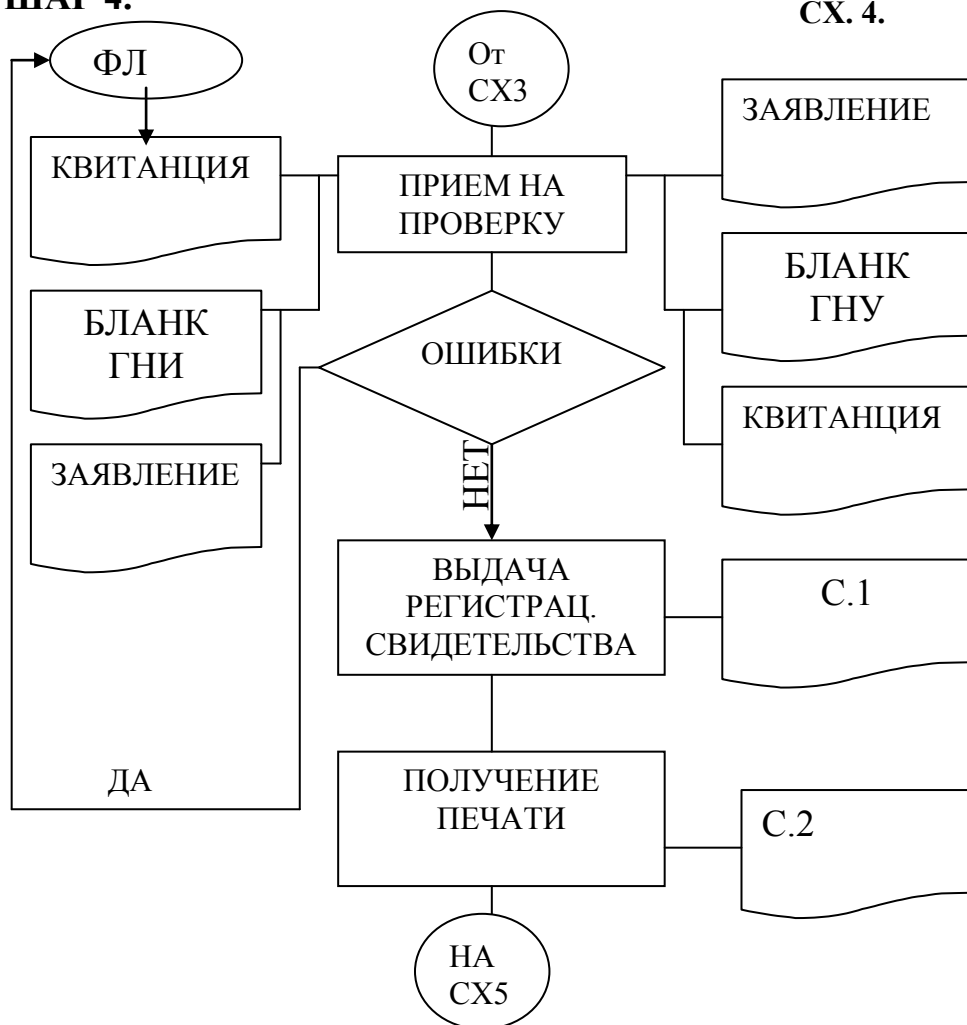 ШАГ 4.
СХ. 4.
ФЛ
От
СХ3
ЗАЯВЛЕНИЕ
КВИТАНЦИЯ
ПРИЕМ НА
ПРОВЕРКУ
БЛАНК
ГНУ
БЛАНК
ГНИ
ОШИБКИ
КВИТАНЦИЯ
ЗАЯВЛЕНИЕ
НЕТ
ВЫДАЧА
РЕГИСТРАЦ.
СВИДЕТЕЛЬСТВА
С.1
ДА
ПОЛУЧЕНИЕ
ПЕЧАТИ
С.2
НА
СХ5